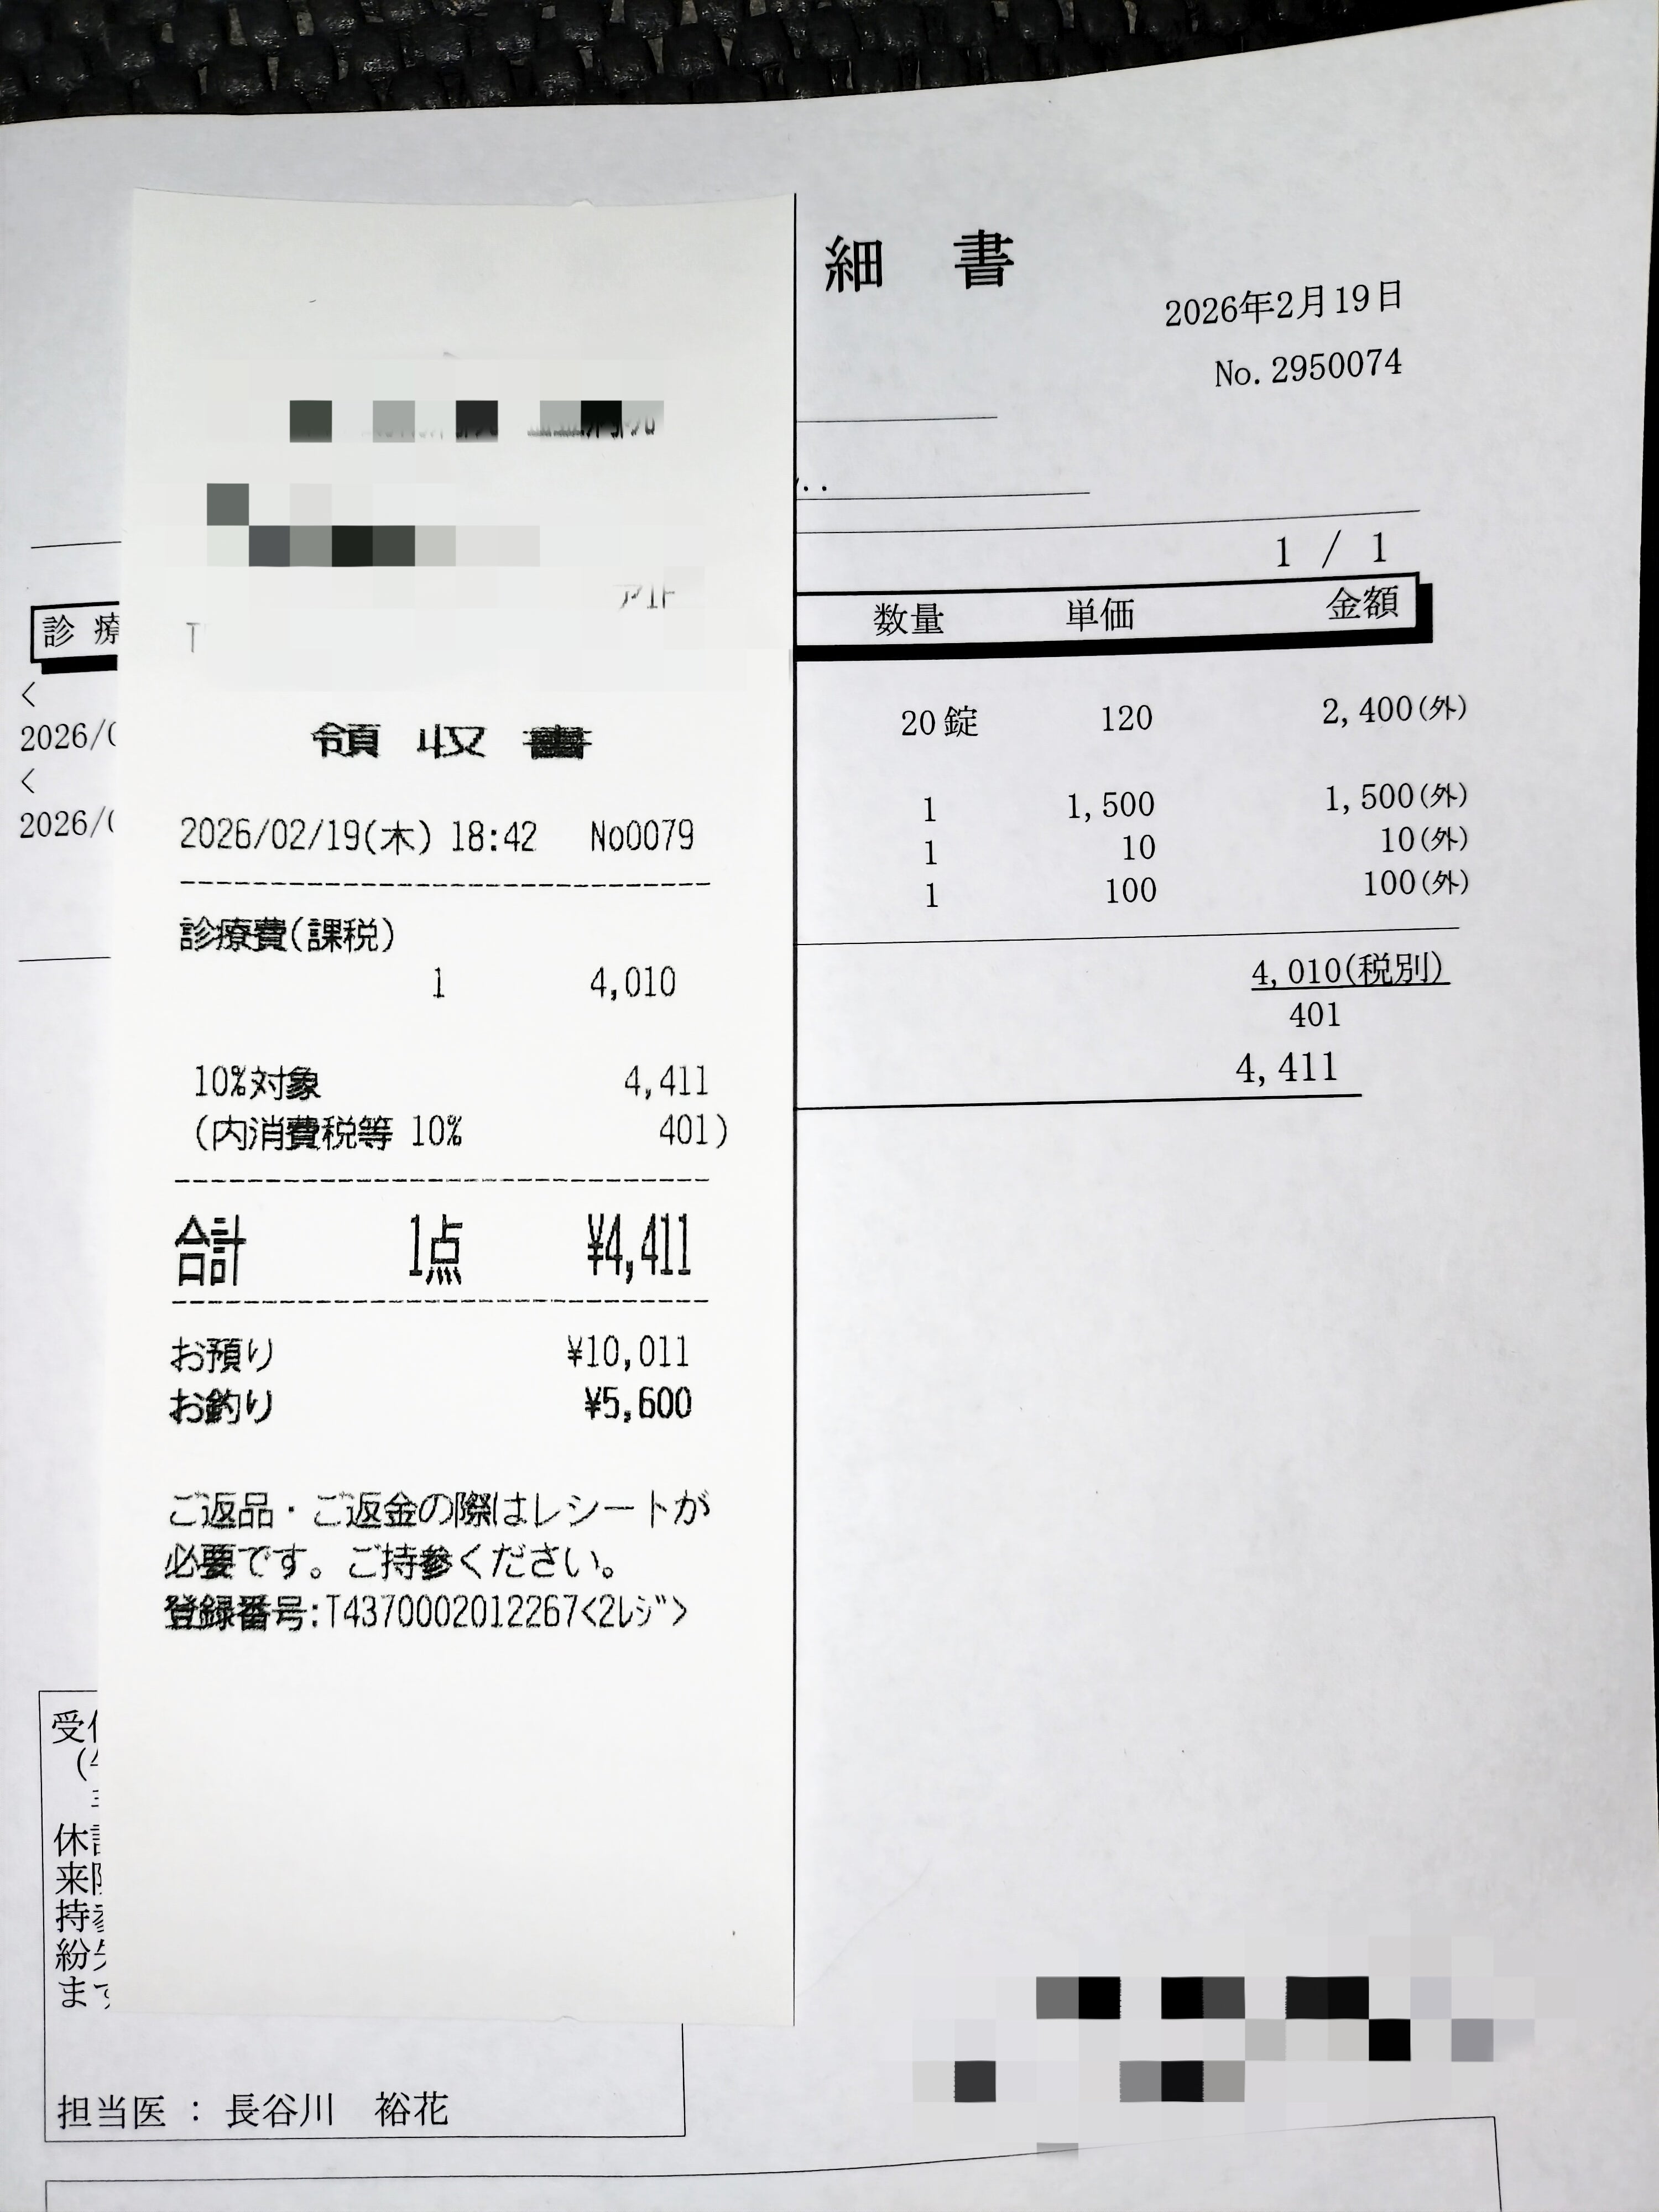 細 書
2026年2月19日
No. 2950074
1 / 1
診 療
数量 単価 金額
<
2026/0
20錠 120 2,400(外)
<
2026/0
1 1,500 1,500(外)
1 10 10(外)
1 100 100(外)
4,010(税別)
401
4,411
領 収 書
2026/02/19(木) 18:42 No0079
診療費(課税)
1 4,010
10%対象 4,411
(内消費税等 10% 401)
合計 1点 ¥4,411
お預り ¥10,011
お釣り ¥5,600
ご返品・ご返金の際はレシートが
必要です。ご持参ください。
登録番号:T4370002012267<2レジ>
受
休
来
持
紛
ま
担当医 : 長谷川 裕花